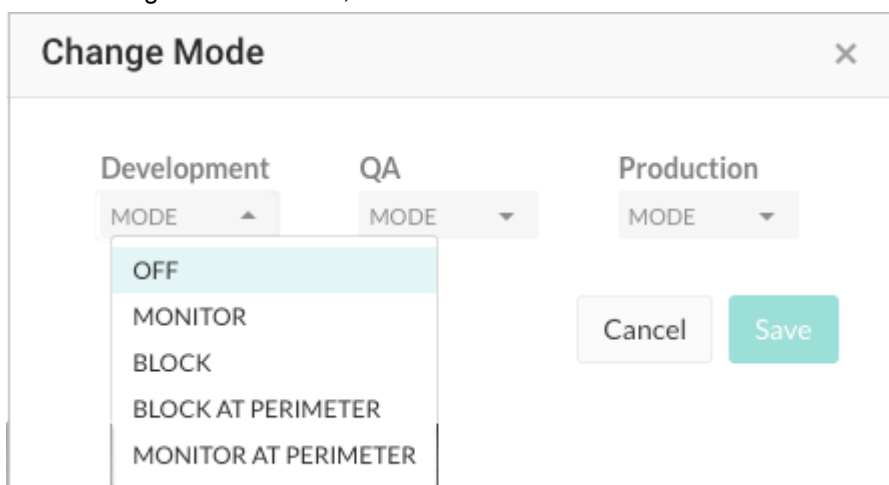 Change Mode ×
Development QA Production
MODE MODE MODE
OFF
MONITOR
Cancel Save
BLOCK
BLOCK AT PERIMETER
MONITOR AT PERIMETER